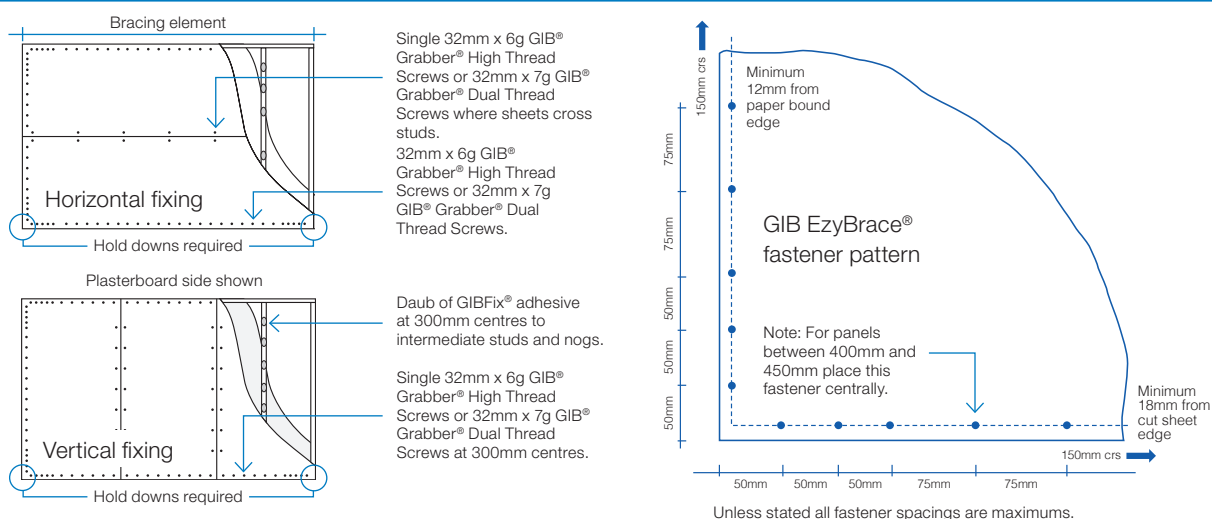 Bracing element
Single 32mm x 6g GIB®
Grabber® High Thread
Screws or 32mm x 7g GIB®
Grabber® Dual Thread
Screws where sheets cross
studs.
32mm x 6g GIB®
Grabber® High Thread
Screws or 32mm x 7g
GIB® Grabber® Dual
Thread Screws.
Horizontal fixing
Hold downs required
Plasterboard side shown
Daub of GIBFix® adhesive
at 300mm centres to
intermediate studs and nogs.
Single 32mm x 6g GIB®
Grabber® High Thread
Screws or 32mm x 7g GIB®
Grabber® Dual Thread
Screws at 300mm centres.
Vertical fixing
Hold downs required
150mm crs
Minimum
12mm from
paper bound
edge
75mm
75mm
50mm
50mm
GIB EzyBrace®
fastener pattern
Note: For panels
between 400mm and
450mm place this
fastener centrally.
Minimum
18mm from
cut sheet
edge
150mm crs
50mm
50mm
50mm
75mm
75mm
Unless stated all fastener spacings are maximums.